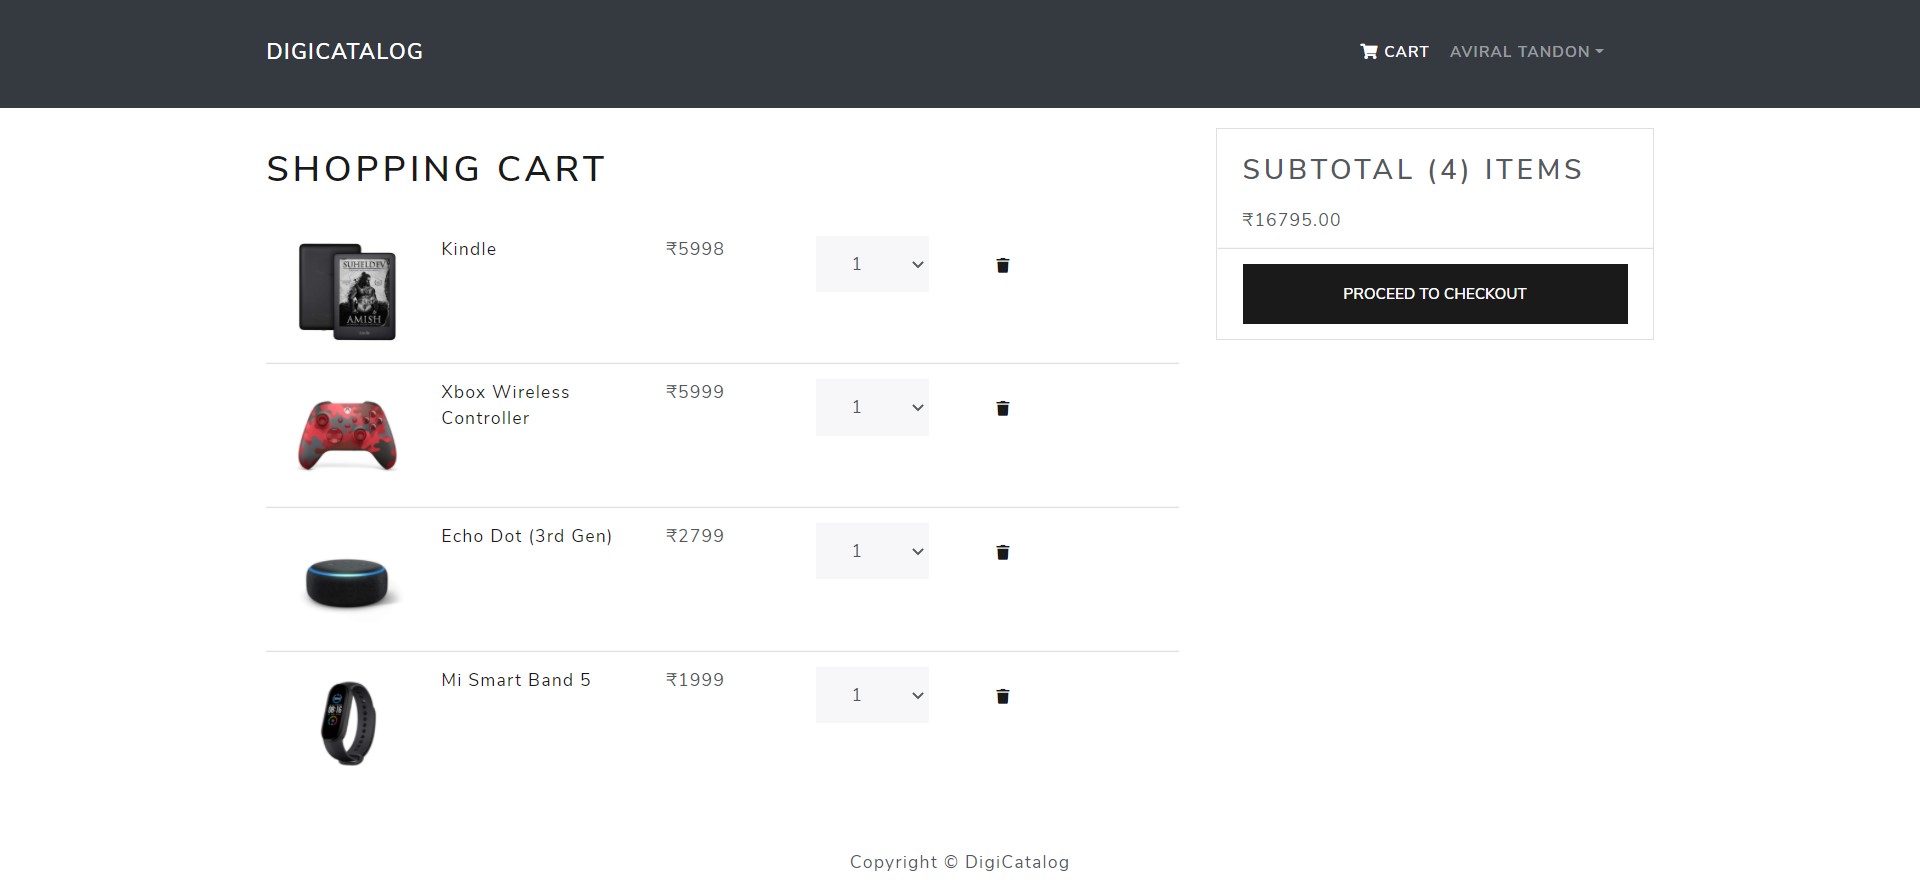 DIGICATALOG
CART
AVIRAL TANDON
SHOPPING CART
Kindle
₹5998
1
SUHELDEV
AMISH
Xbox Wireless
Controller
₹5999
1
Echo Dot (3rd Gen)
₹2799
1
Mi Smart Band 5
₹1999
1
SUBTOTAL (4) ITEMS
₹16795.00
PROCEED TO CHECKOUT
Copyright © DigiCatalog